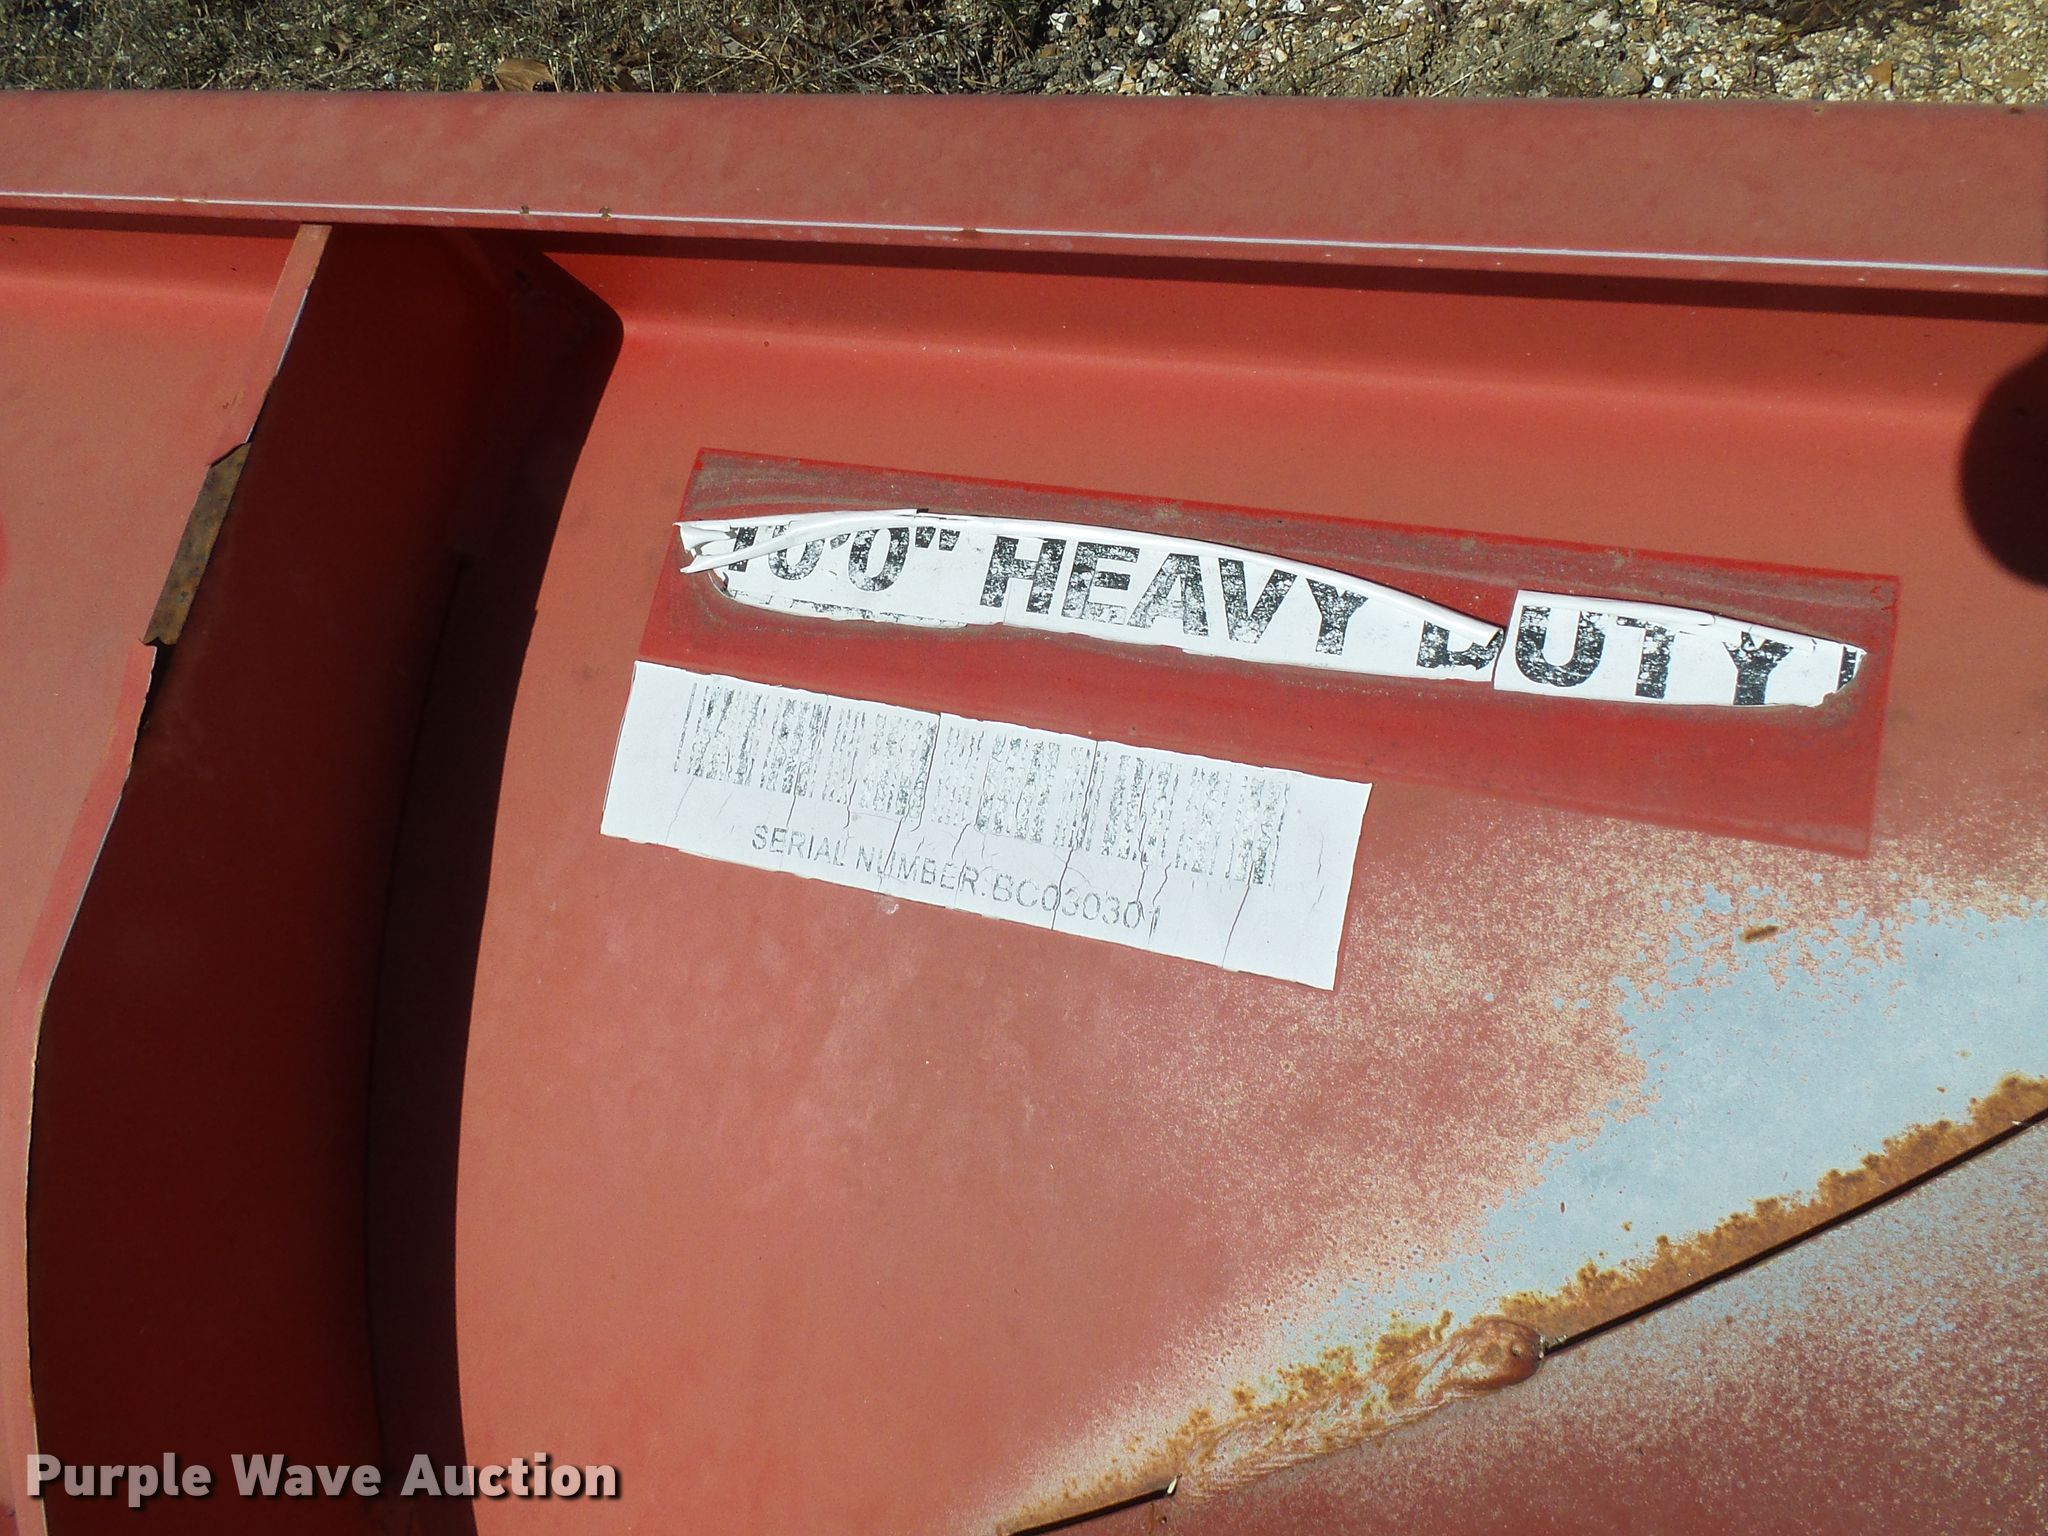 10'0" HEAVY DUTY
SERIAL NUMBER:BC030301
Purple Wave Auction